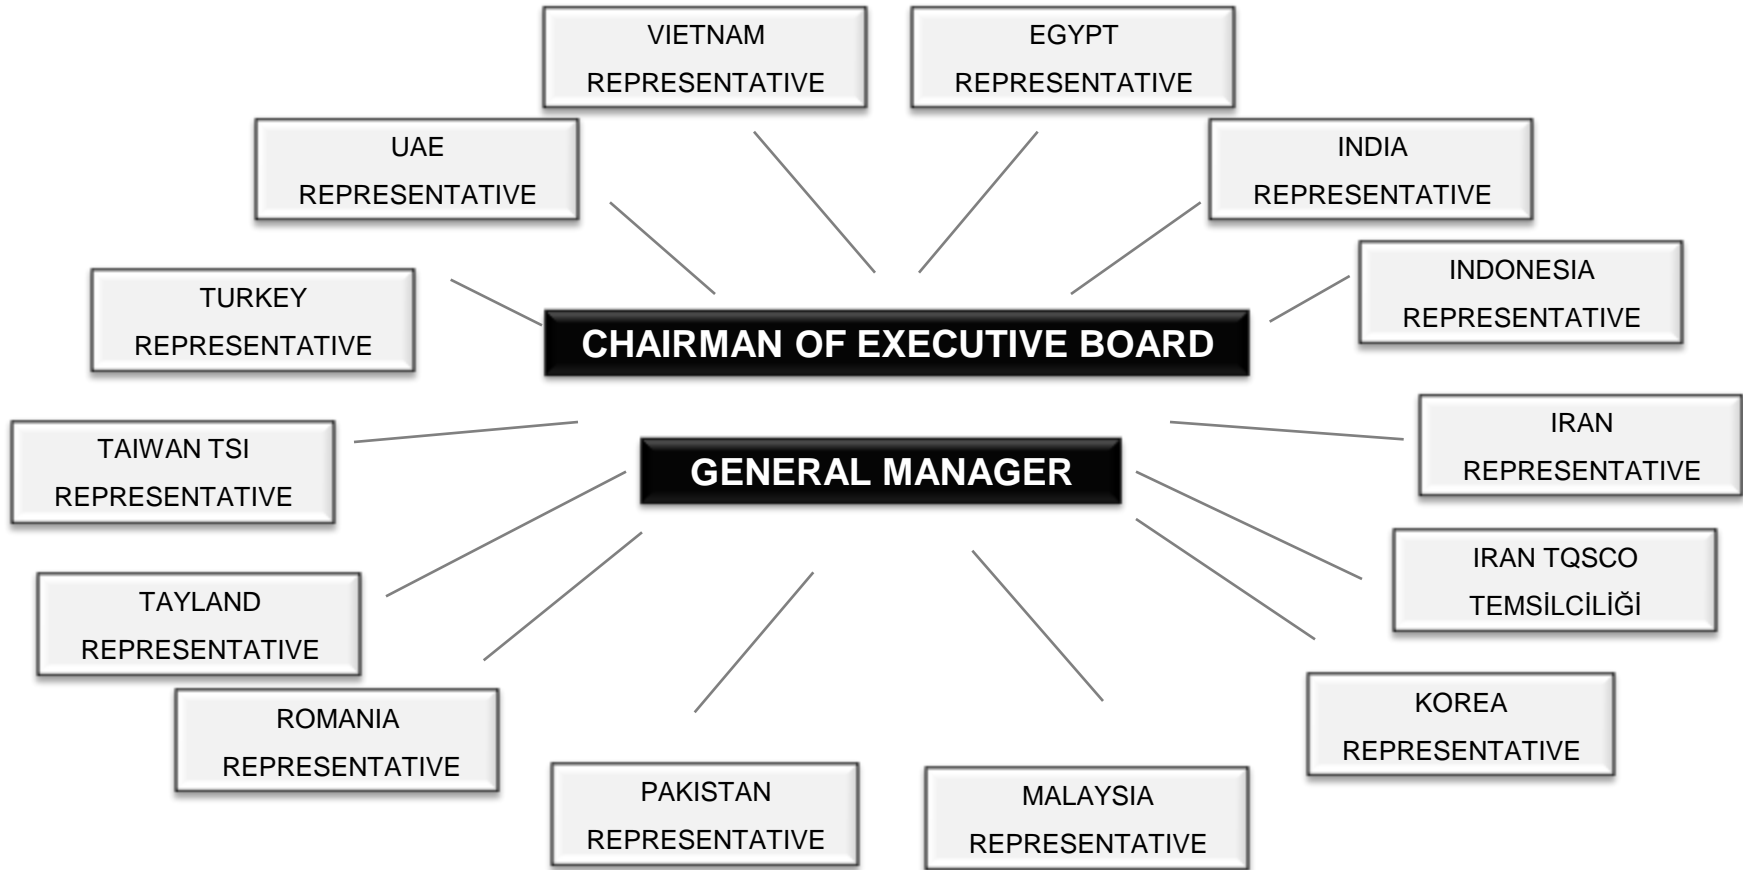 VIETNAM
REPRESENTATIVE
EGYPT
REPRESENTATIVE
UAE
REPRESENTATIVE
INDIA
REPRESENTATIVE
TURKEY
REPRESENTATIVE
INDONESIA
REPRESENTATIVE
CHAIRMAN OF EXECUTIVE BOARD
TAIWAN TSI
REPRESENTATIVE
GENERAL MANAGER
IRAN
REPRESENTATIVE
TAYLAND
REPRESENTATIVE
IRAN TQSCO
TEMSİLCİLİĞİ
ROMANIA
REPRESENTATIVE
KOREA
REPRESENTATIVE
PAKISTAN
REPRESENTATIVE
MALAYSIA
REPRESENTATIVE